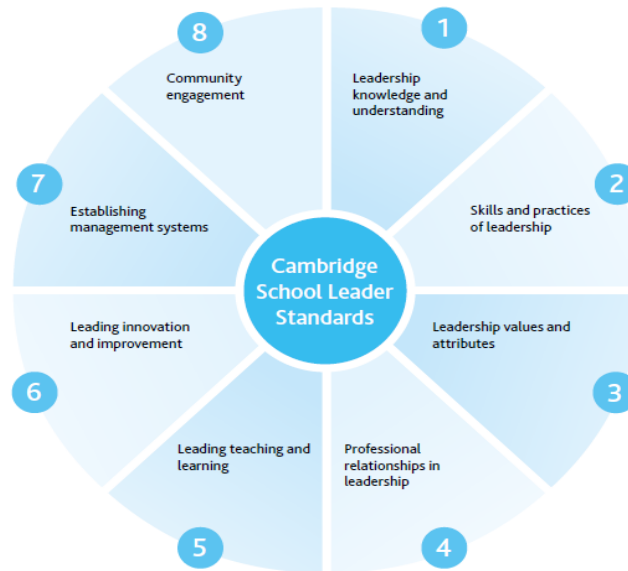 8
Community
engagement
1
Leadership
knowledge and
understanding
7
Establishing
management systems
2
Skills and practices
of leadership
Cambridge
School Leader
Standards
6
Leading innovation
and improvement
3
Leadership values and
attributes
5
Leading teaching and
learning
4
Professional
relationships in
leadership